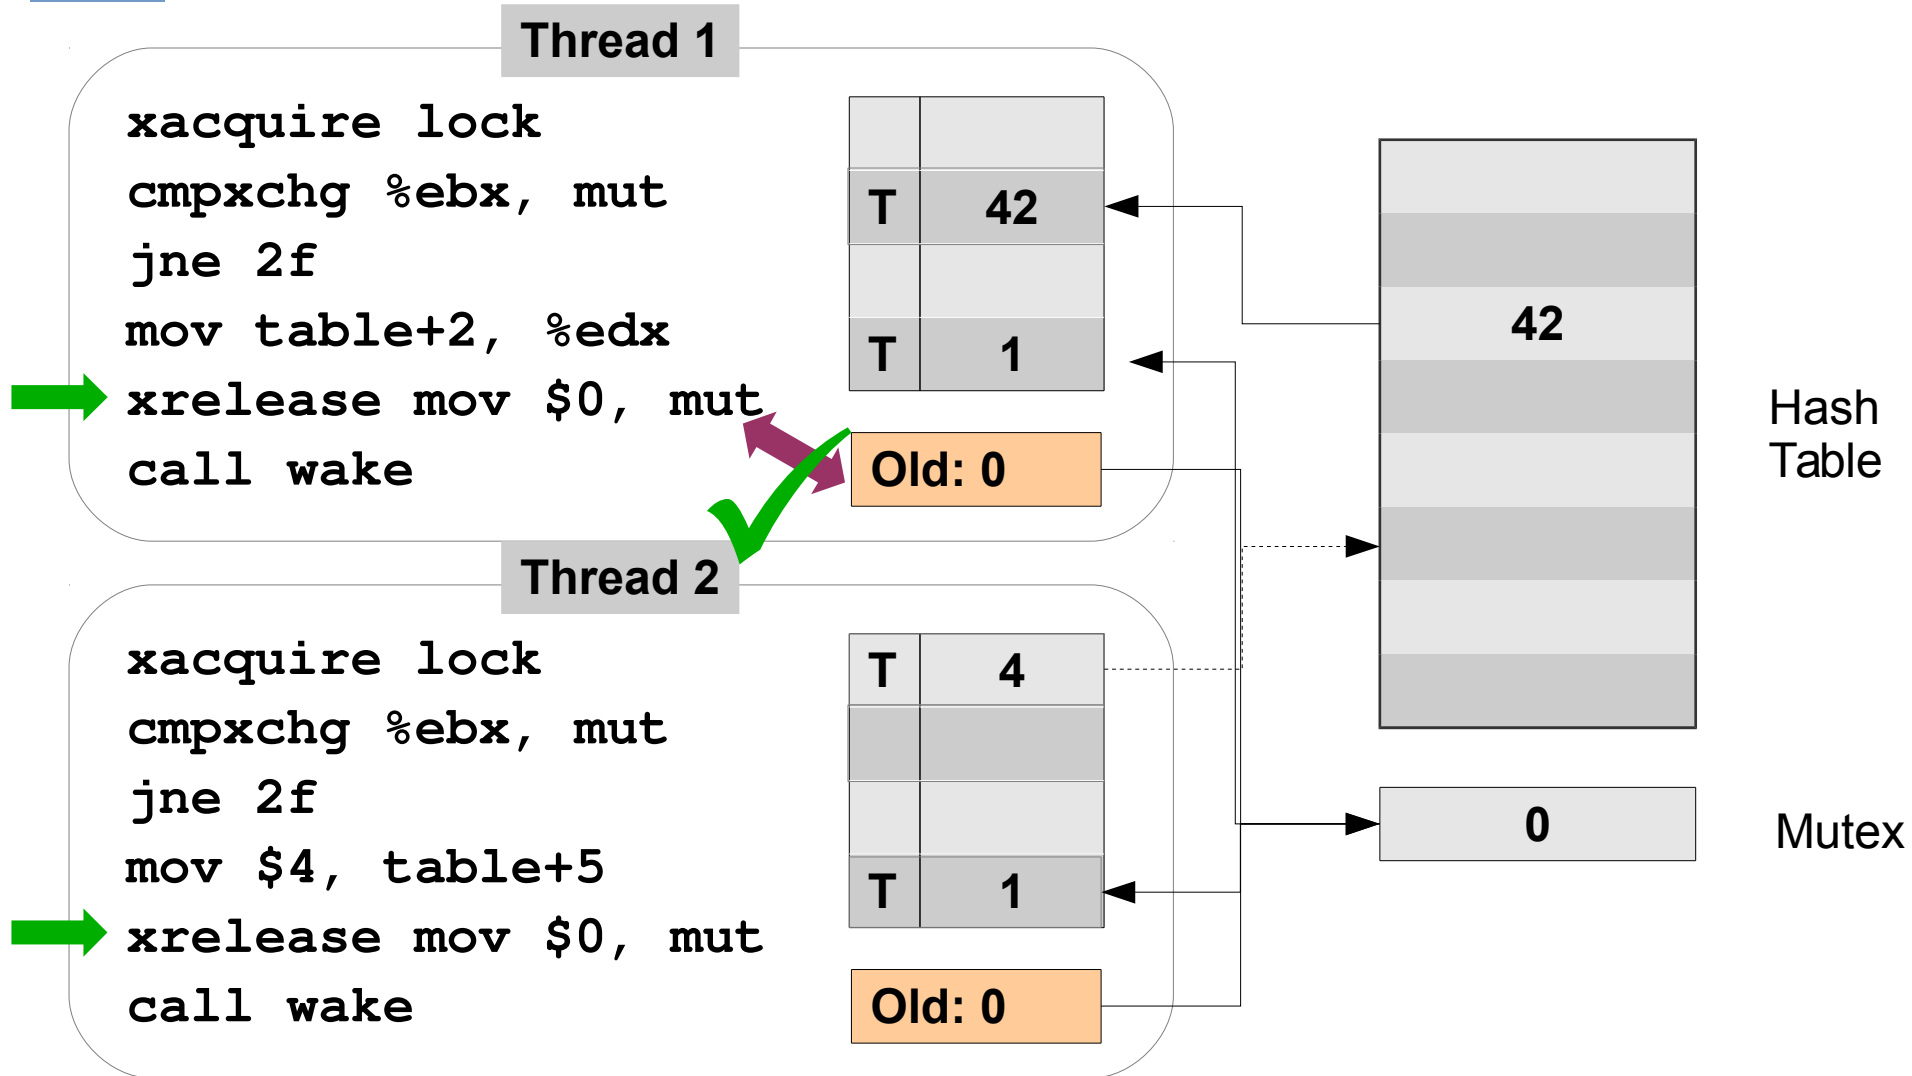 Thread 1
xacquire lock
cmpxchg %ebx, mut
jne 2f
mov table+2, %edx
xrelease mov $0, mut
call wake
T 42
T 1
Old: 0
Thread 2
xacquire lock
cmpxchg %ebx, mut
jne 2f
mov $4, table+5
xrelease mov $0, mut
call wake
T 4
T 1
Old: 0
42
Hash
Table
0
Mutex